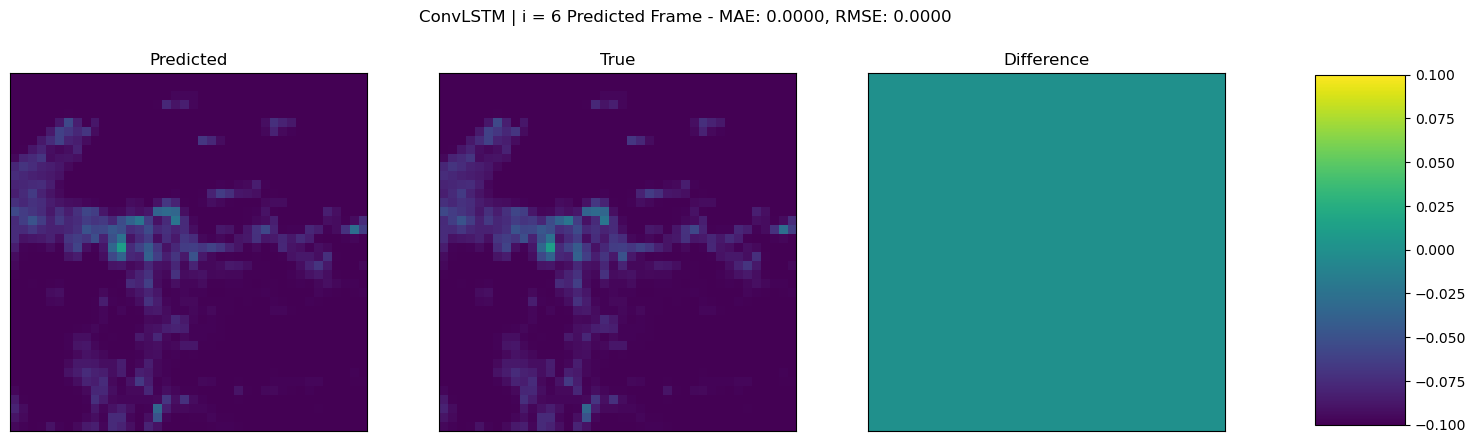 ConvLSTM | i = 6 Predicted Frame - MAE: 0.0000, RMSE: 0.0000
Predicted
True
Difference
0.100
0.075
0.050
0.025
0.000
−0.025
−0.050
−0.075
−0.100